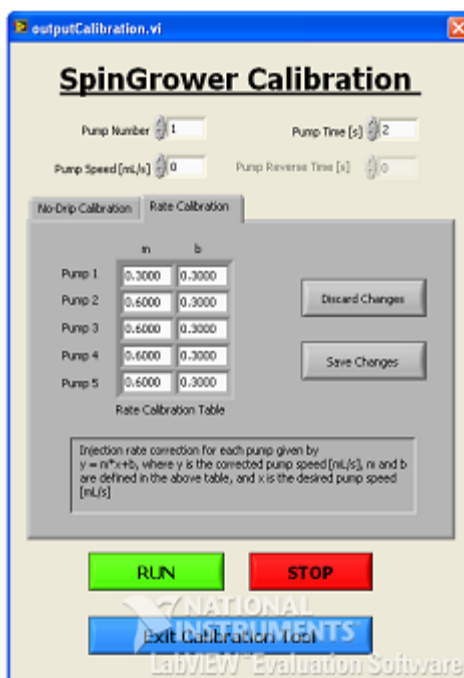 outputCalibration.vi
SpinGrower Calibration
Pump Number 1 Pump Time [s] 2
Pump Speed [mL/s] 0 Pump Reverse Time [s] 0
No-Drip Calibration Rate Calibration
m b
Pump 1 0.3000 0.3000
Pump 2 0.6000 0.3000
Pump 3 0.6000 0.3000
Pump 4 0.6000 0.3000
Pump 5 0.6000 0.3000
Rate Calibration Table
Discard Changes
Save Changes
Injection rate correction for each pump given by
y = m*x+b, where y is the corrected pump speed [mL/s], m and b
are defined in the above table, and x is the desired pump speed
[mL/s]
RUN STOP
NATIONAL
INSTRUMENTS
Exit Calibration Tool
LabVIEW™ Evaluation Software